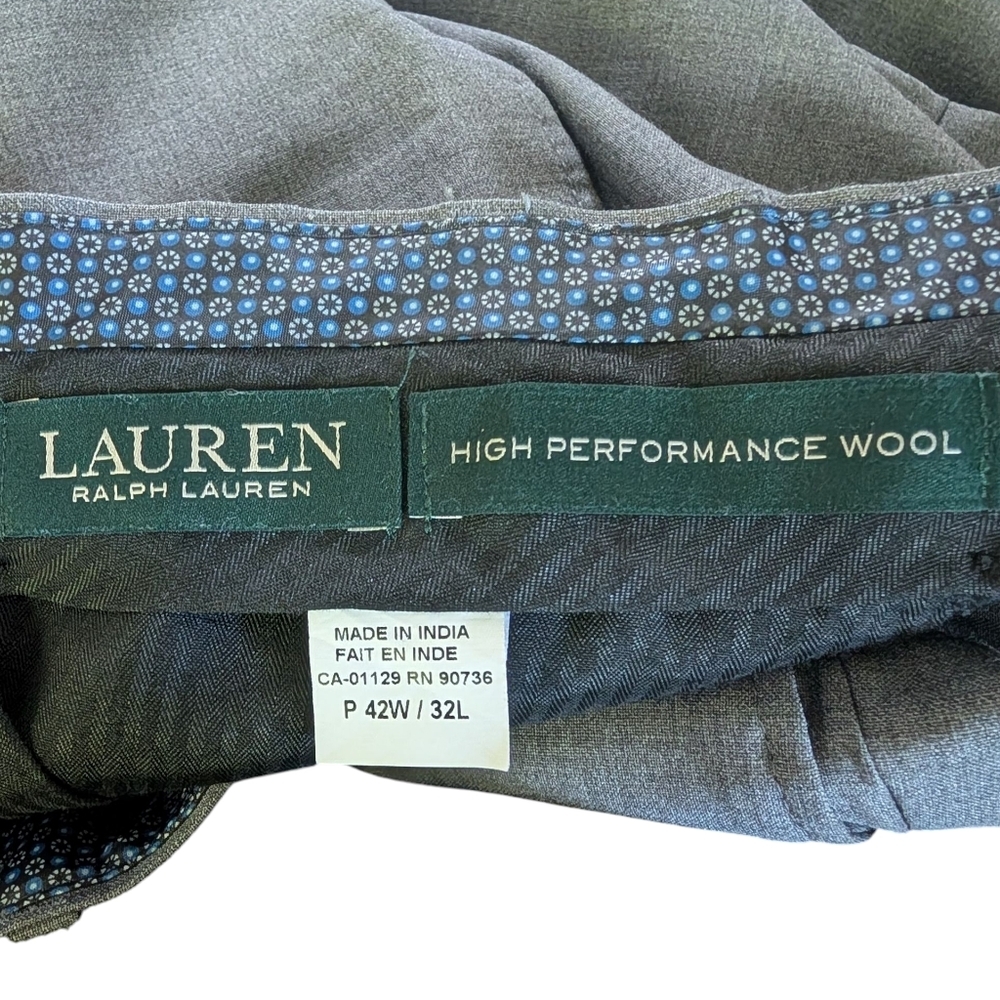 LAUREN
RALPH LAUREN
HIGH PERFORMANCE WOOL
MADE IN INDIA
FAIT EN INDE
CA-01129 RN 90736
P 42W / 32L